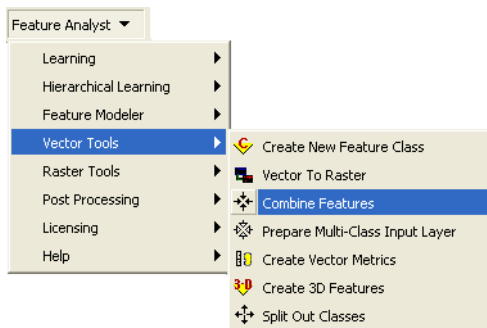 Feature Analyst
Learning
Hierarchical Learning
Feature Modeler
Vector Tools
Raster Tools
Post Processing
Licensing
Help
C Create New Feature Class
Vector To Raster
Combine Features
Prepare Multi-Class Input Layer
Create Vector Metrics
3-D Create 3D Features
Split Out Classes